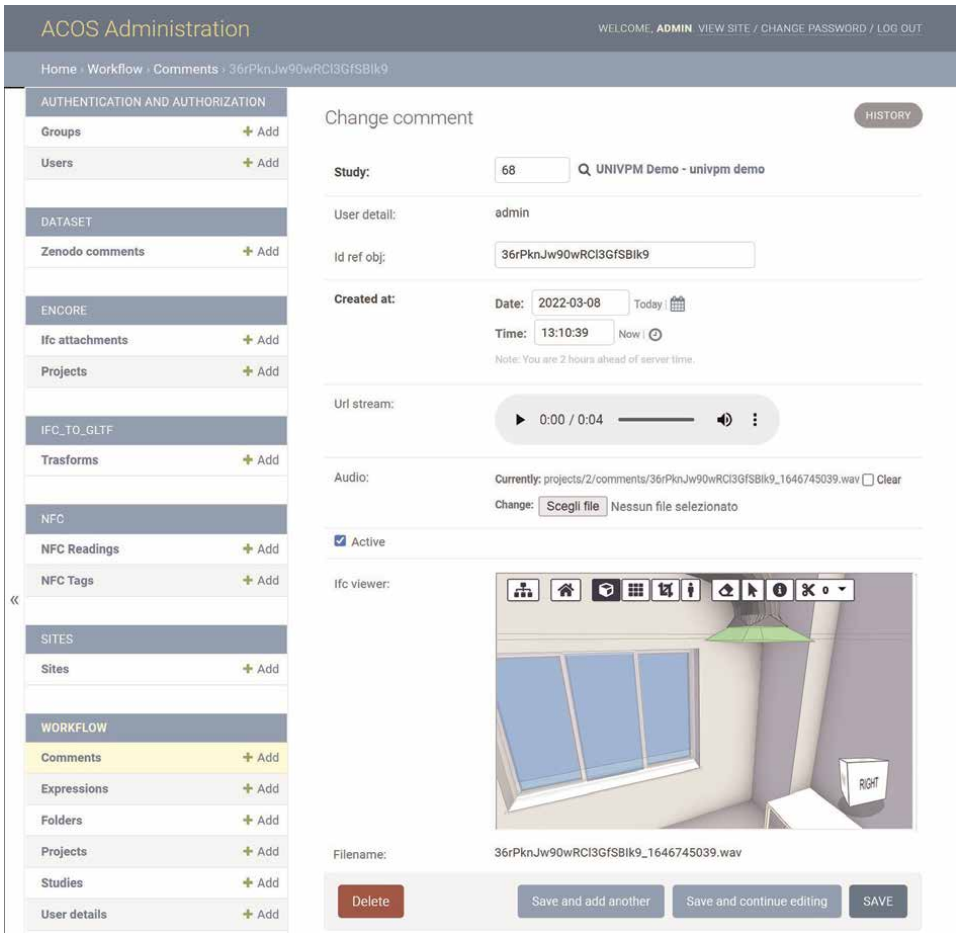 ACOS Administration
WELCOME, ADMIN. VIEW SITE / CHANGE PASSWORD / LOG OUT
Home › Workflow › Comments › 36rPknJw90wRCl3GfSBIk9
AUTHENTICATION AND AUTHORIZATION
Groups + Add
Users + Add
DATASET
Zenodo comments + Add
ENCORE
Ifc attachments + Add
Projects + Add
IFC_TO_GLTF
Trasforms + Add
NFC
NFC Readings + Add
NFC Tags + Add
«
SITES
Sites + Add
WORKFLOW
Comments + Add
Expressions + Add
Folders + Add
Projects + Add
Studies + Add
User details + Add
Change comment
HISTORY
Study: 68 UNIVPM Demo - univpm demo
User detail: admin
Id ref obj: 36rPknJw90wRCl3GfSBIk9
Created at: Date: 2022-03-08 Today |
Time: 13:10:39 Now |
Note: You are 2 hours ahead of server time.
Url stream: 0:00 / 0:04
Audio: Currently: projects/2/comments/36rPknJw90wRCl3GfSBIk9_1646745039.wav Clear
Change: Scegli file Nessun file selezionato
Active
Ifc viewer:
0
RIGHT
Filename: 36rPknJw90wRCl3GfSBIk9_1646745039.wav
Delete Save and add another Save and continue editing SAVE